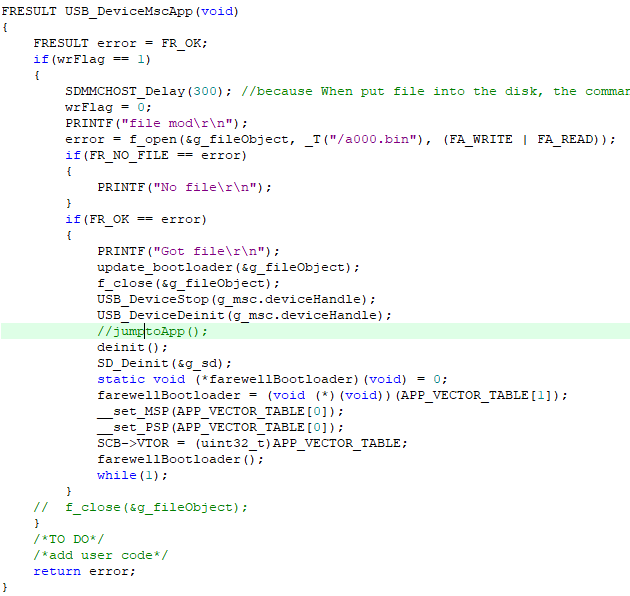 FRESULT USB_DeviceMscApp(void)
{
    FRESULT error = FR_OK;
    if(wrFlag == 1)
    {
        SDMMCHOST_Delay(300); //because When put file into the disk, the comman
        wrFlag = 0;
        PRINTF("file mod\r\n");
        error = f_open(&g_fileObject, _T("/a000.bin"), (FA_WRITE | FA_READ));
        if(FR_NO_FILE == error)
        {
            PRINTF("No file\r\n");
        }
        if(FR_OK == error)
        {
            PRINTF("Got file\r\n");
            update_bootloader(&g_fileObject);
            f_close(&g_fileObject);
            USB_DeviceStop(g_msc.deviceHandle);
            USB_DeviceDeinit(g_msc.deviceHandle);
            //jumptoApp();
            deinit();
            SD_Deinit(&g_sd);
            static void (*farewellBootloader)(void) = 0;
            farewellBootloader = (void (*)(void))(APP_VECTOR_TABLE[1]);
            __set_MSP(APP_VECTOR_TABLE[0]);
            __set_PSP(APP_VECTOR_TABLE[0]);
            SCB->VTOR = (uint32_t)APP_VECTOR_TABLE;
            farewellBootloader();
            while(1);
        }
    //  f_close(&g_fileObject);
    }
    /*TO DO*/
    /*add user code*/
    return error;
}